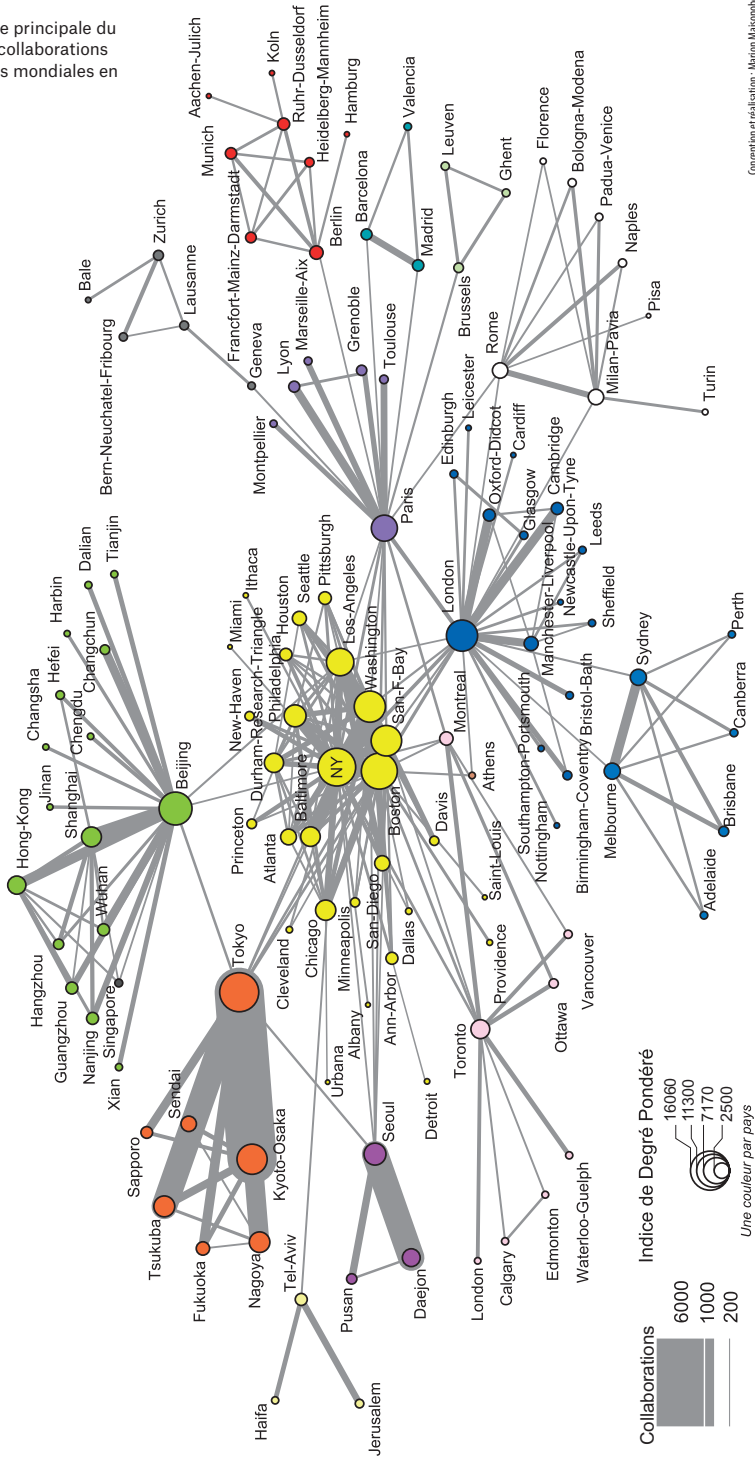 e principale du
collaborations
s mondiales en
Aachen-Julich
Koln
Ruhr-Dusseldorf
Heidelberg-Mannheim
Hamburg
Munich
Francfort-Mainz-Darmstadt
Berlin
Barcelona
Valencia
Madrid
Leuven
Ghent
Brussels
Florence
Bologna-Modena
Padua-Venice
Naples
Pisa
Rome
Milan-Pavia
Turin
Bale
Zurich
Lausanne
Bern-Neuchatel-Fribourg
Geneva
Lyon
Marseille-Aix
Grenoble
Toulouse
Montpellier
Paris
Edinburgh
Leicester
Oxford-Didcot
Cardiff
Glasgow
Cambridge
Manchester-Liverpool
Newcastle-Upon-Tyne
Leeds
Sheffield
London
Southampton-Portsmouth
Nottingham
Birmingham-Coventry
Bristol-Bath
Dalian
Tianjin
Harbin
Changchun
Hefei
Chengdu
Changsha
Jinan
Shanghai
Hong-Kong
Beijing
Wuhan
Hangzhou
Guangzhou
Nanjing
Singapore
Xian
Ithaca
Miami
Pittsburgh
Seattle
Houston
Los-Angeles
Philadelphia
Durham-Research-Triangle
New-Haven
Washington
San-F-Bay
NY
Boston
Baltimore
Princeton
Atlanta
Chicago
Cleveland
Minneapolis
San-Diego
Dallas
Davis
Saint-Louis
Providence
Ann-Arbor
Albany
Urbana
Detroit
Montreal
Athens
Sydney
Perth
Canberra
Brisbane
Adelaide
Melbourne
Tokyo
Sendai
Sapporo
Kyoto-Osaka
Tsukuba
Fukuoka
Nagoya
Seoul
Daejon
Pusan
Tel-Aviv
Haifa
Jerusalem
Toronto
Ottawa
Vancouver
London
Calgary
Edmonton
Waterloo-Guelph
Collaborations
6000
1000
200
Indice de Degré Pondéré
16060
11300
7170
2500
Une couleur par pays
Conception et réalisation : Marion Maisonob